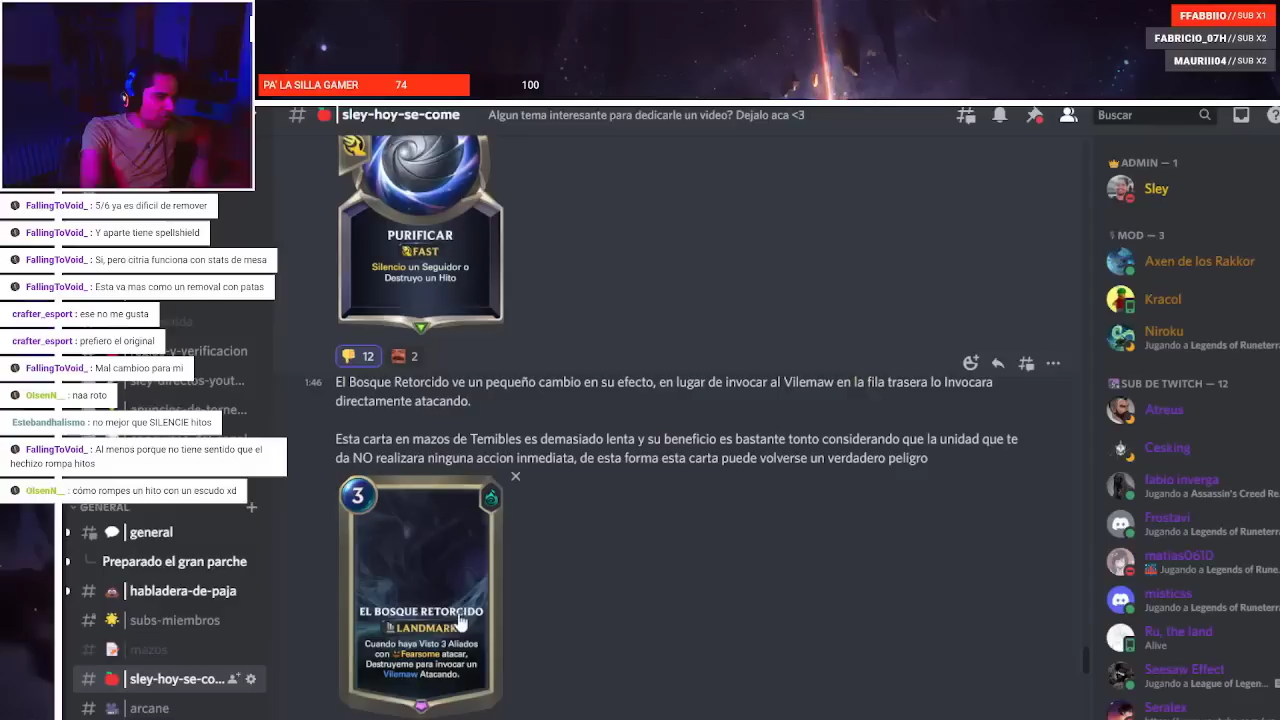 FFABBIIO// SUB X1
FABRICIO_07H// SUB X2
MAURIII04// SUB X2
PA' LA SILLA GAMER 74 100
# | sley-hoy-se-come Algun tema interesante para dedicarle un video? Dejalo aca <3
Buscar
FallingToVoid_ : 5/6 ya es dificil de remover
FallingToVoid_ : Y aparte tiene spellshield
FallingToVoid_ : Si, pero citria funciona con stats de mesa
FallingToVoid_ : Esta va mas como un removal con patas
crafter_esport : ese no me gusta
crafter_esport : prefiero el original
FallingToVoid_ : Mal cambioo para mi
OlsenN__ : naa roto
Estebandhalismo : no mejor que SILENCIE hitos
FallingToVoid_ : Al menos porque no tiene sentido que el
hechizo rompa hitos
OlsenN__ : cómo rompes un hito con un escudo xd
-y-verificacion
sley-directos-yout...
GENERAL
# | general
Preparado el gran parche
# | habladera-de-paja
# | subs-miembros
# mazos
# | sley-hoy-se-co...
# | arcane
PURIFICAR
FAST
Silencio un Seguidor o
Destruyo un Hito
12 2
1:46 El Bosque Retorcido ve un pequeño cambio en su efecto, en lugar de invocar al Vilemaw en la fila trasera lo Invocara
directamente atacando.
Esta carta en mazos de Temibles es demasiado lenta y su beneficio es bastante tonto considerando que la unidad que te
da NO realizara ninguna accion inmediata, de esta forma esta carta puede volverse un verdadero peligro
3
EL BOSQUE RETORCIDO
LANDMARK
Cuando haya Visto 3 Aliados
con Fearsome atacar,
Destruyeme para invocar un
Vilemaw Atacando.
ADMIN — 1
Sley
MOD — 3
Axen de los Rakkor
Kracol
Niroku
Jugando a Legends of Runeterra
SUB DE TWITCH — 12
Atreus
Cesking
fabio inverga
Jugando a Assassin's Creed Re.
Frostavi
Jugando a Legends of Runeterra
matias061D
Jugando a Legends of Rune.
misticss
Jugando a Legends of Runeterra
Ru, the land
Alive
Seesaw Effect
Jugando a League of Legen...
Seralex